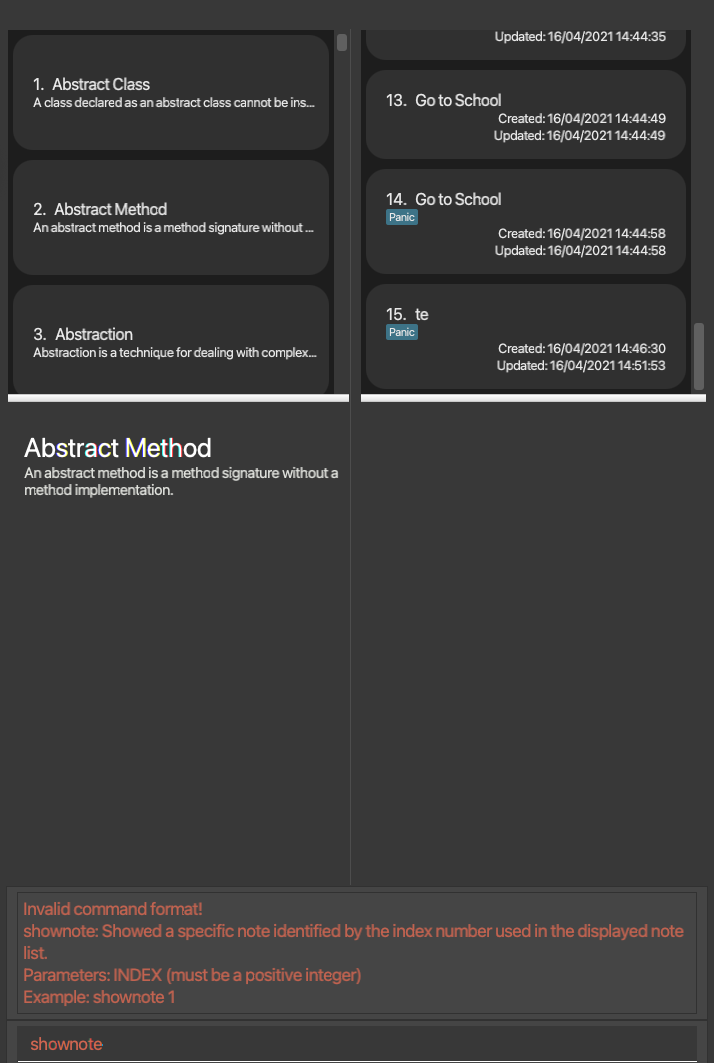 1. Abstract Class
A class declared as an abstract class cannot be ins...
2. Abstract Method
An abstract method is a method signature without ...
3. Abstraction
Abstraction is a technique for dealing with complex...
Updated: 16/04/2021 14:44:35
13. Go to School
Created: 16/04/2021 14:44:49
Updated: 16/04/2021 14:44:49
14. Go to School
Panic
Created: 16/04/2021 14:44:58
Updated: 16/04/2021 14:44:58
15. te
Panic
Created: 16/04/2021 14:46:30
Updated: 16/04/2021 14:51:53
Abstract Method
An abstract method is a method signature without a
method implementation.
Invalid command format!
shownote: Showed a specific note identified by the index number used in the displayed note
list.
Parameters: INDEX (must be a positive integer)
Example: shownote 1
shownote